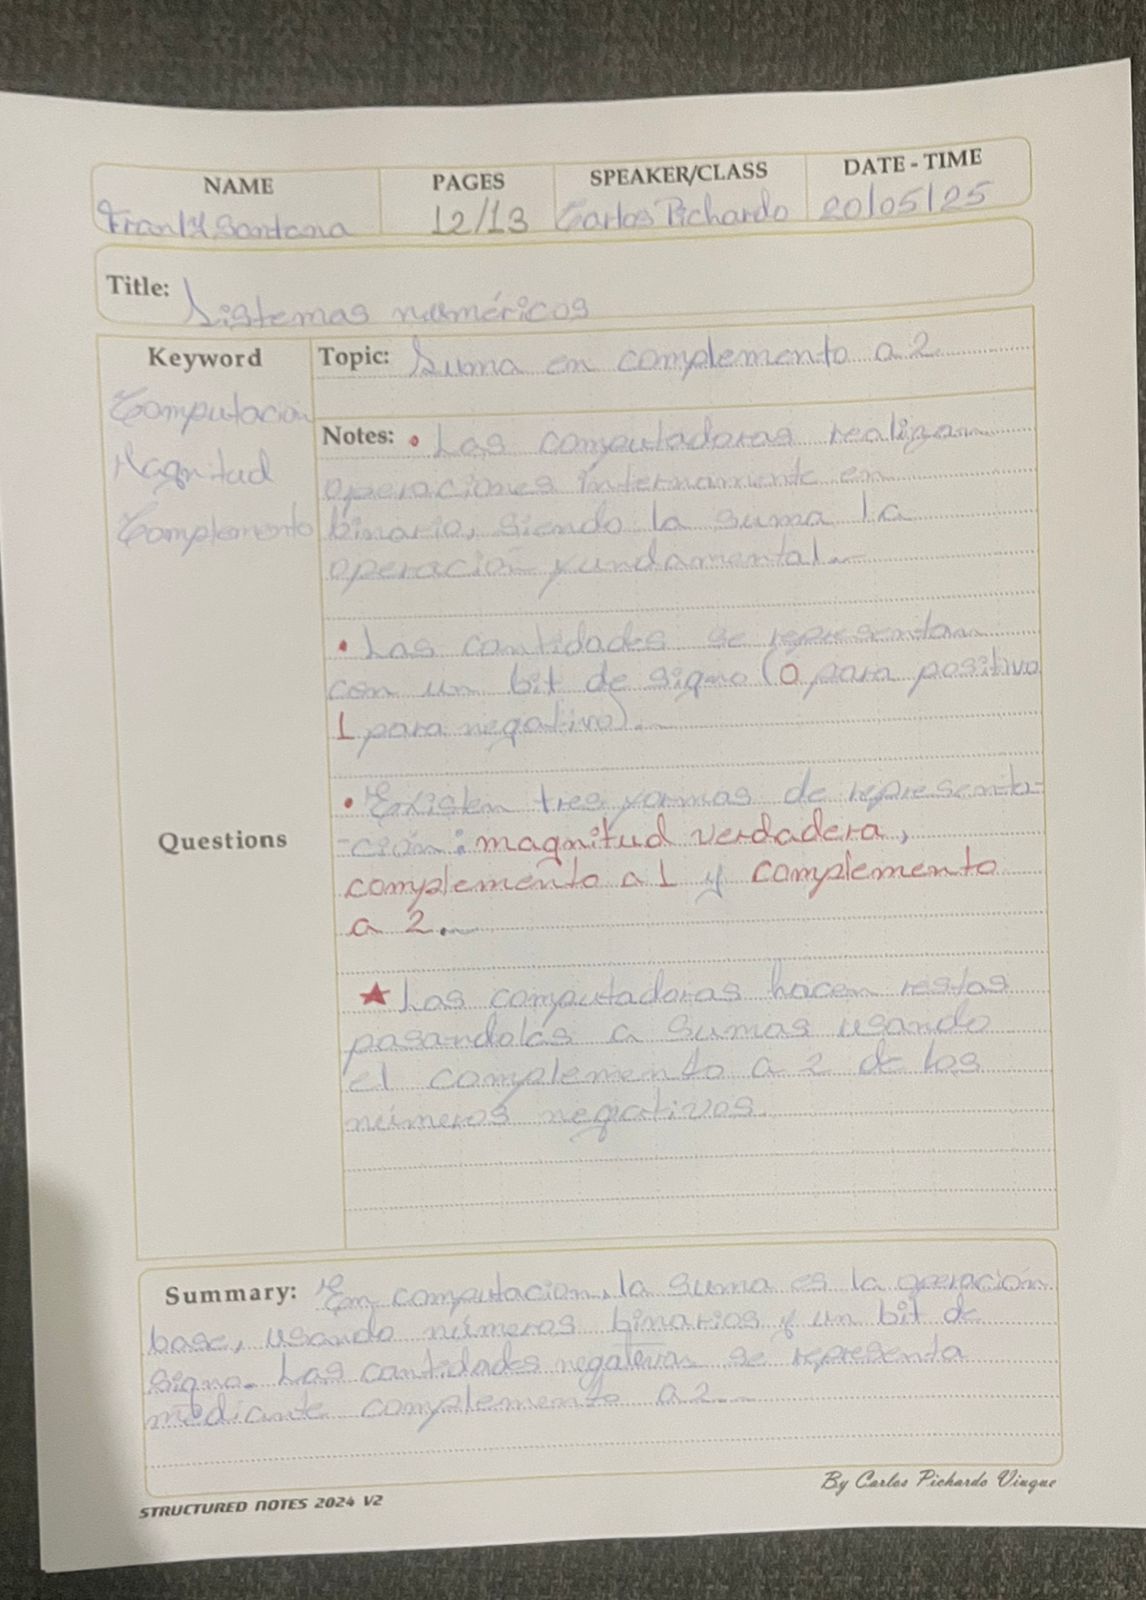 NAME
PAGES
SPEAKER/CLASS
DATE - TIME
Santana
12/13
Carlos Pichardo
20/05/25
Title: Sistemas numéricos
Keyword
Computacion
Magnitud
Complemento
Questions
Topic: Suma en complemento a 2
Notes: • Las computadoras realizan
operaciones internamente en
binario, siendo la suma la
operación fundamental.
• Las cantidades se representan
con un bit de signo (0 para positivo
1 para negativo).
• Existen tres formas de representa-
-ción: magnitud verdadera,
complemento a 1 y complemento
a 2.
★ Las computadoras hacen restas
pasandolas a sumas usando
el complemento a 2 de los
números negativos.
Summary: En computacion, la suma es la operación
base, usando números binarios y un bit de
signo. Las cantidades negativas se representa
mediante complemento a 2.
By Carlos Pichardo Viuque
STRUCTURED NOTES 2024 V2